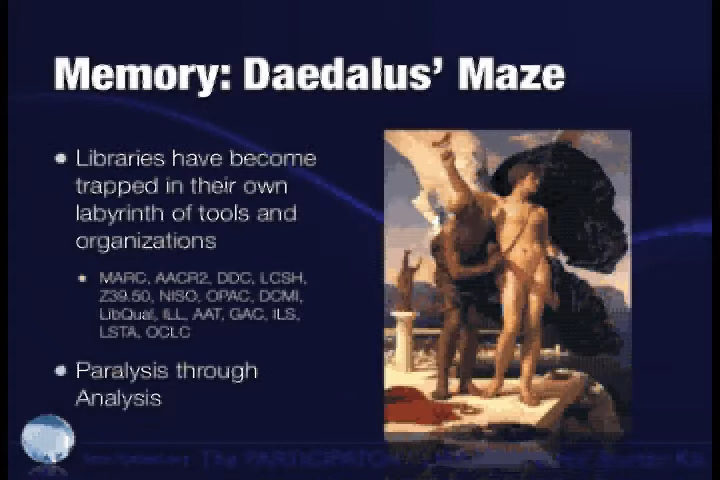 Memory: Daedalus' Maze
• Libraries have become
trapped in their own
labyrinth of tools and
organizations
• MARC, AACR2, DDC, LCSH,
Z39.50, NISO, OPAC, DCMI,
LibQual, ILL, AAT, GAC, ILS,
LSTA, OCLC
• Paralysis through
Analysis
The PARTICIPATORY